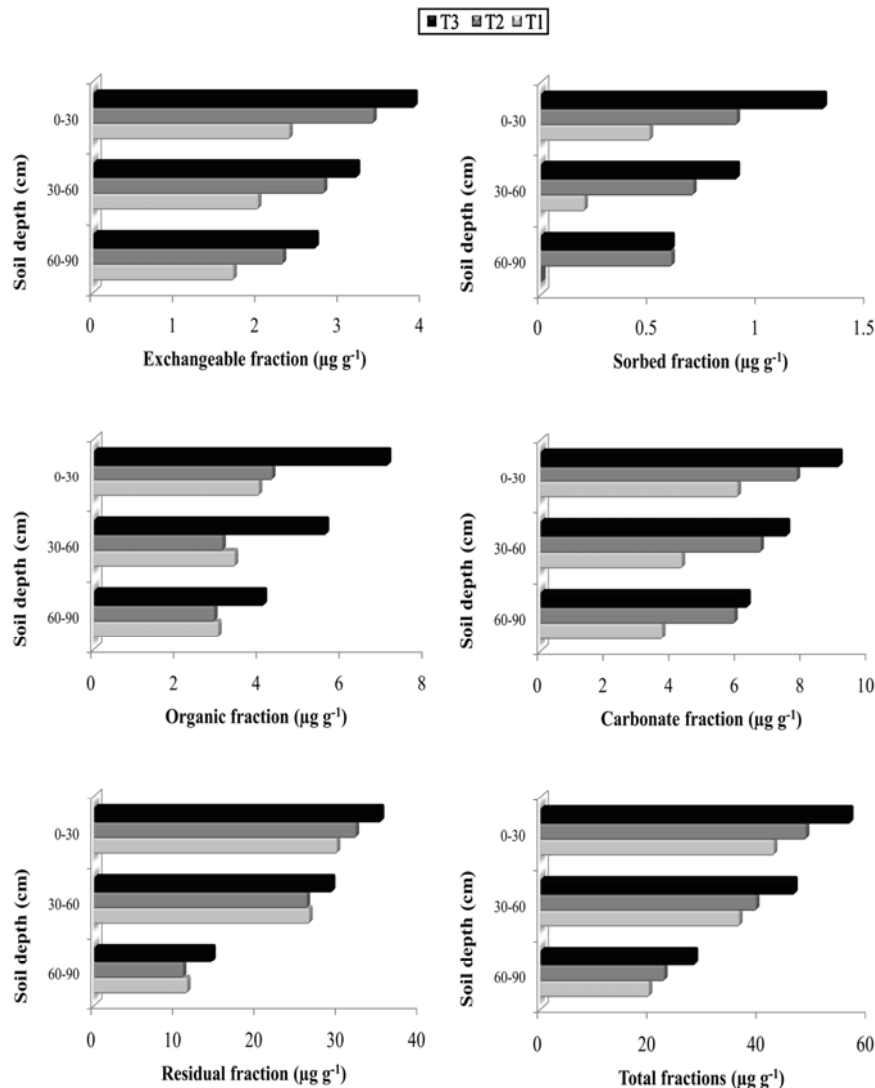 T3 T2 T1
Soil depth (cm)
0-30
30-60
60-90
0 1 2 3 4
Exchangeable fraction (µg g⁻¹)
Soil depth (cm)
0-30
30-60
60-90
0 0.5 1 1.5
Sorbed fraction (µg g⁻¹)
Soil depth (cm)
0-30
30-60
60-90
0 2 4 6 8
Organic fraction (µg g⁻¹)
Soil depth (cm)
0-30
30-60
60-90
0 2 4 6 8 10
Carbonate fraction (µg g⁻¹)
Soil depth (cm)
0-30
30-60
60-90
0 10 20 30 40
Residual fraction (µg g⁻¹)
Soil depth (cm)
0-30
30-60
60-90
0 20 40 60
Total fractions (µg g⁻¹)